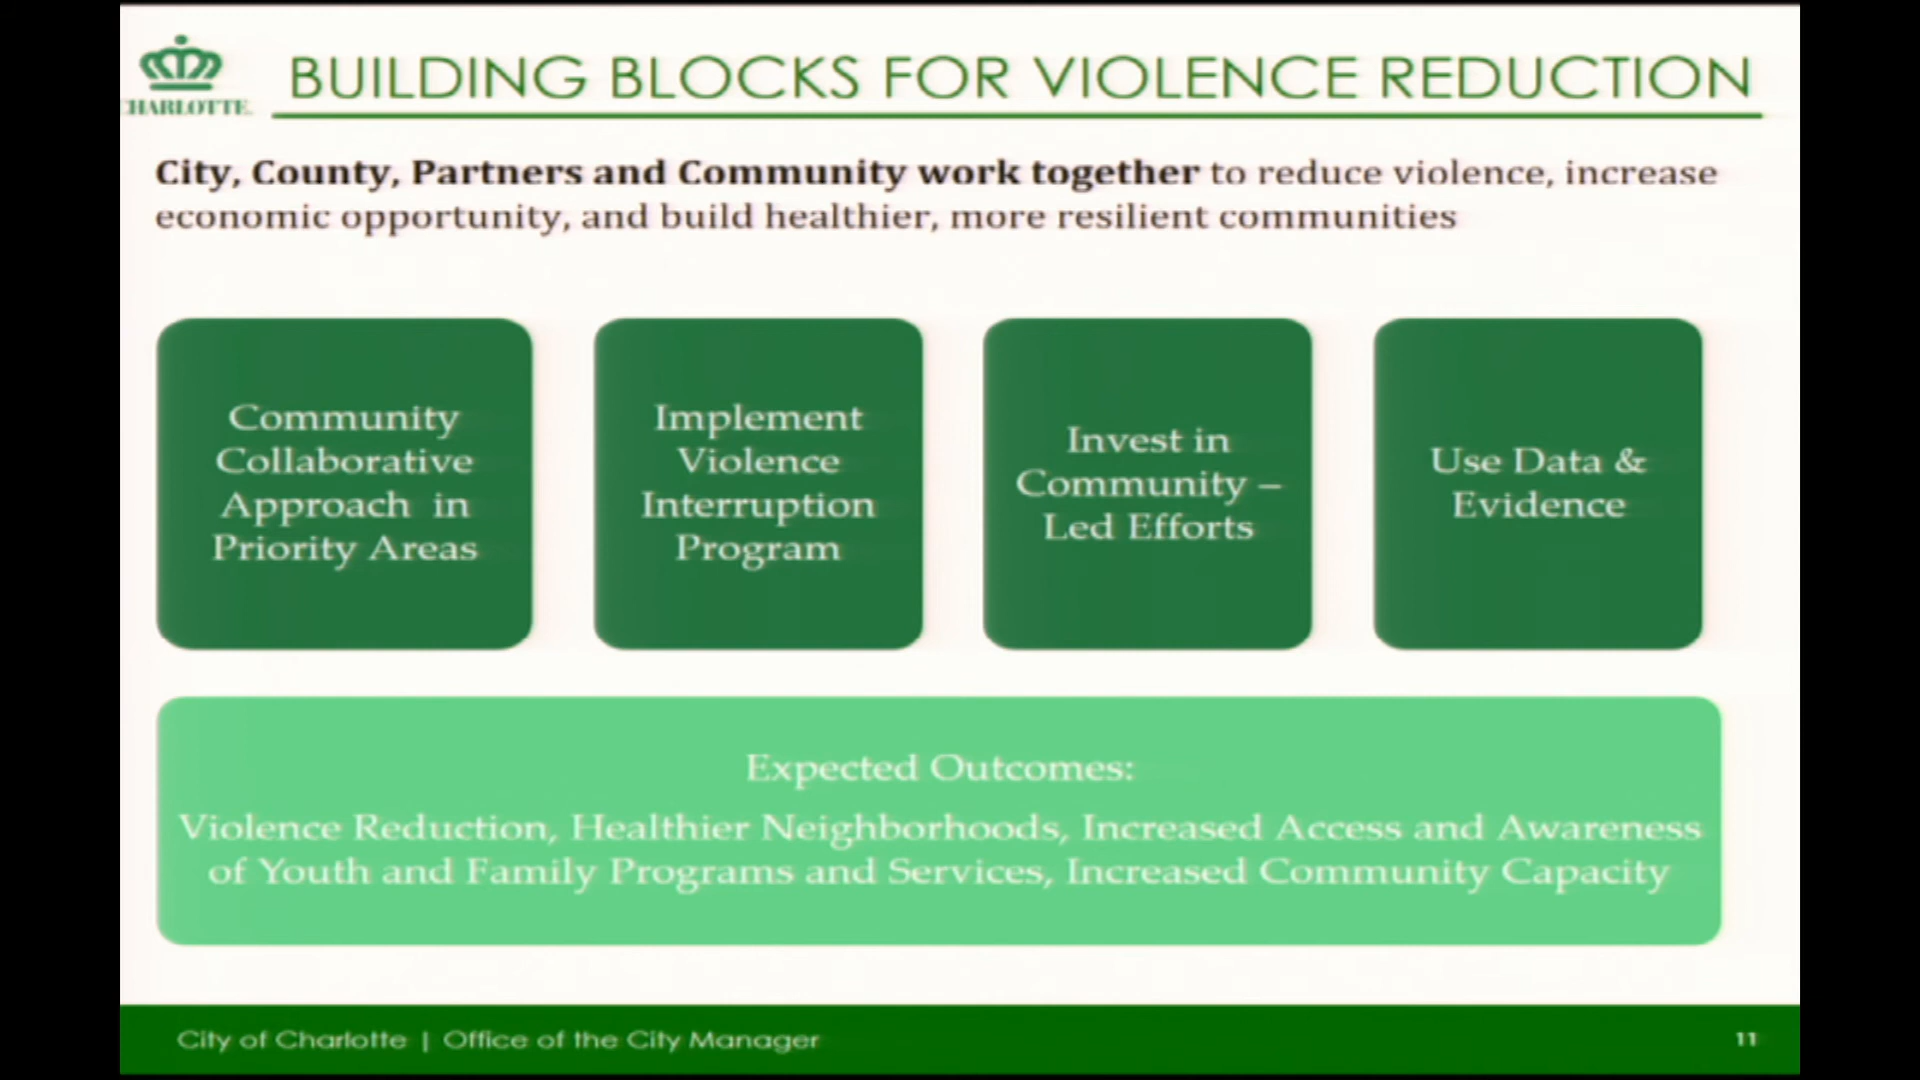 CHARLOTTE
BUILDING BLOCKS FOR VIOLENCE REDUCTION
City, County, Partners and Community work together to reduce violence, increase
economic opportunity, and build healthier, more resilient communities
Community
Collaborative
Approach in
Priority Areas
Implement
Violence
Interruption
Program
Invest in
Community –
Led Efforts
Use Data &
Evidence
Expected Outcomes:
Violence Reduction, Healthier Neighborhoods, Increased Access and Awareness
of Youth and Family Programs and Services, Increased Community Capacity
City of Charlotte | Office of the City Manager
11